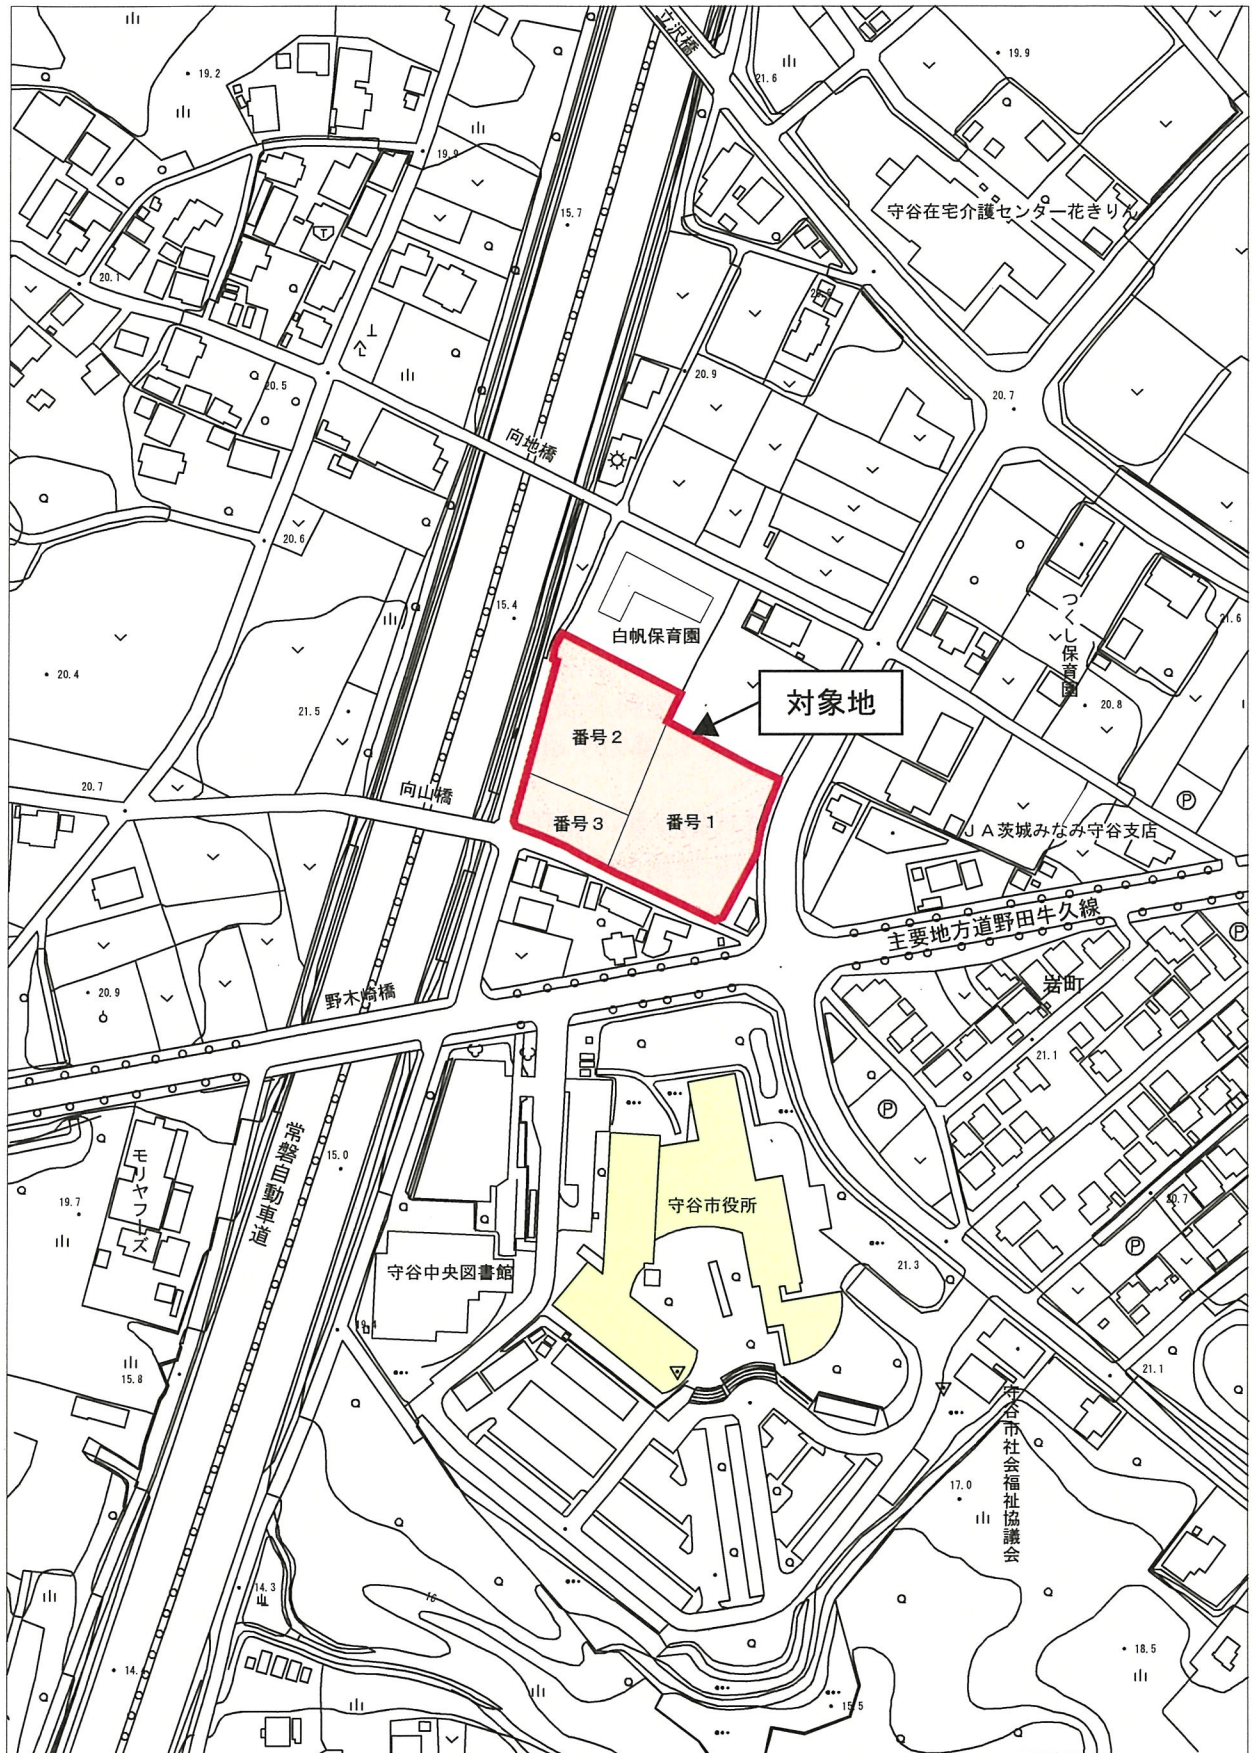 立沢橋
19.9
19.2
21.6
19.9
守谷在宅介護センター花きりん
15.7
20.1
20.9
20.5
20.7
向地橋
20.6
15.4
白帆保育園
つくし保育園
21.6
20.4
21.5
対象地
20.8
番号2
20.7
向山橋
番号3
番号1
P
JA茨城みなみ守谷支店
主要地方道野田牛久線
P
20.9
野木崎橋
岩町
21.1
P
常磐自動車道
15.0
モリヤフーズ
19.7
守谷市役所
20.7
P
守谷中央図書館
21.3
19.4
15.8
21.1
守谷市社会福祉協議会
17.0
14.3
16
18.5
15.5